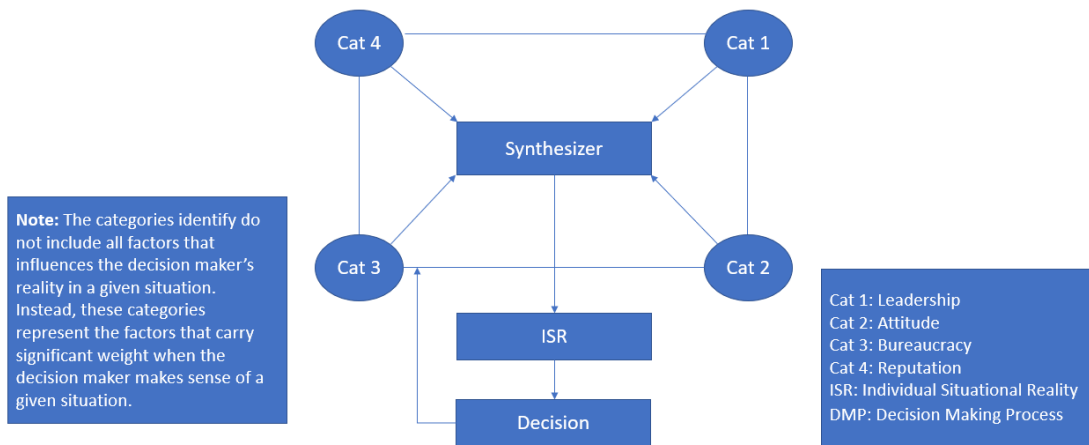 Cat 4
Cat 1
Synthesizer
Note: The categories identify do
not include all factors that
influences the decision maker's
reality in a given situation.
Instead, these categories
represent the factors that carry
significant weight when the
decision maker makes sense of a
given situation.
Cat 3
Cat 2
ISR
Decision
Cat 1: Leadership
Cat 2: Attitude
Cat 3: Bureaucracy
Cat 4: Reputation
ISR: Individual Situational Reality
DMP: Decision Making Process